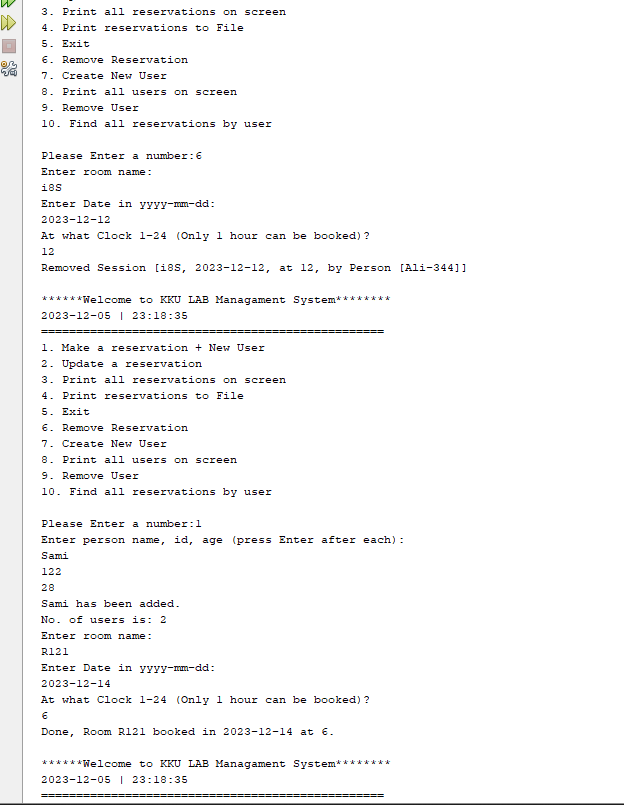 3. Print all reservations on screen
4. Print reservations to File
5. Exit
6. Remove Reservation
7. Create New User
8. Print all users on screen
9. Remove User
10. Find all reservations by user
Please Enter a number:6
Enter room name:
i8S
Enter Date in yyyy-mm-dd:
2023-12-12
At what Clock 1-24 (Only 1 hour can be booked)?
12
Removed Session [i8S, 2023-12-12, at 12, by Person [Ali-344]]
******Welcome to KKU LAB Managament System********
2023-12-05 | 23:18:35
=================================================
1. Make a reservation + New User
2. Update a reservation
3. Print all reservations on screen
4. Print reservations to File
5. Exit
6. Remove Reservation
7. Create New User
8. Print all users on screen
9. Remove User
10. Find all reservations by user
Please Enter a number:1
Enter person name, id, age (press Enter after each):
Sami
122
28
Sami has been added.
No. of users is: 2
Enter room name:
R121
Enter Date in yyyy-mm-dd:
2023-12-14
At what Clock 1-24 (Only 1 hour can be booked)?
6
Done, Room R121 booked in 2023-12-14 at 6.
******Welcome to KKU LAB Managament System********
2023-12-05 | 23:18:35
=================================================